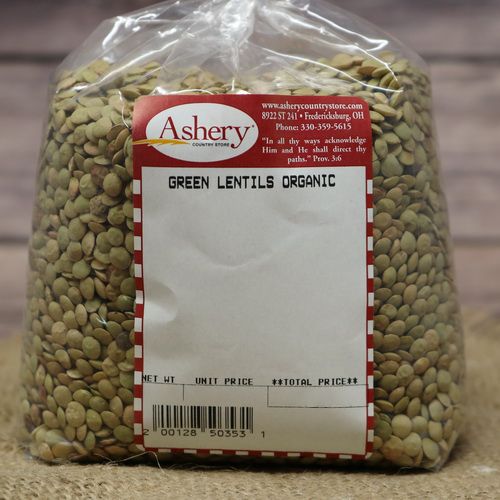 Ashery
COUNTRY STORE
www.asherycountrystore.com
8922 ST 241 • Fredericksburg, OH
Phone: 330-359-5615
“In all thy ways acknowledge
Him and He shall direct thy
paths.” Prov. 3:6
GREEN LENTILS ORGANIC
NET WT UNIT PRICE **TOTAL PRICE**
2 00128 50353 1